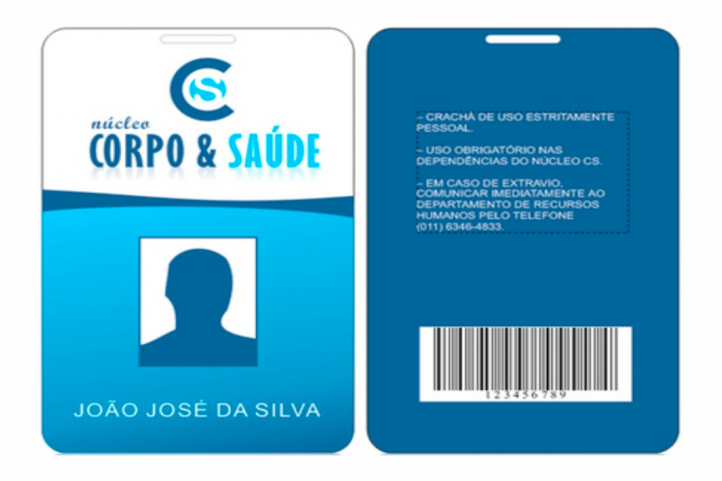 CS
núcleo
CORPO & SAÚDE
JOÃO JOSÉ DA SILVA
– CRACHÁ DE USO ESTRITAMENTE
PESSOAL.
– USO OBRIGATÓRIO NAS
DEPENDÊNCIAS DO NÚCLEO CS.
– EM CASO DE EXTRAVIO,
COMUNICAR IMEDIATAMENTE AO
DEPARTAMENTO DE RECURSOS
HUMANOS PELO TELEFONE
(011) 6346-4833.
123456789